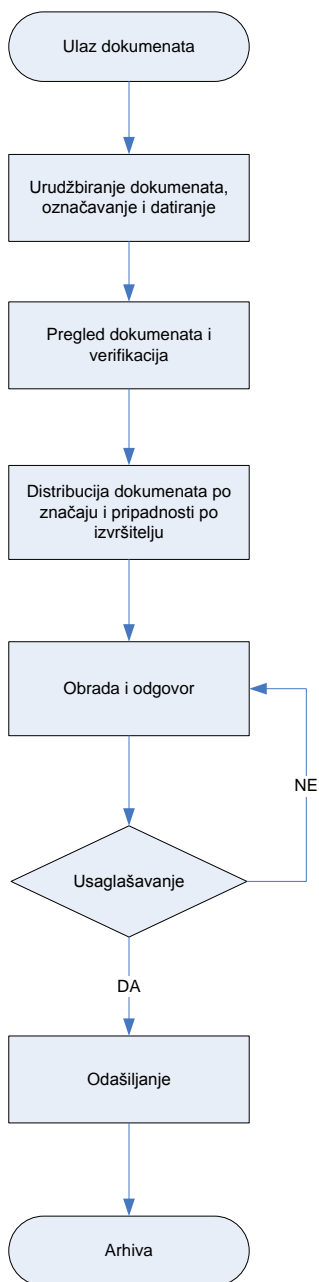 Ulaz dokumenata
Urudžbiranje dokumenata,
označavanje i datiranje
Pregled dokumenata i
verifikacija
Distribucija dokumenata po
značaju i pripadnosti po
izvršitelju
Obrada i odgovor
NE
Usaglašavanje
DA
Odašiljanje
Arhiva